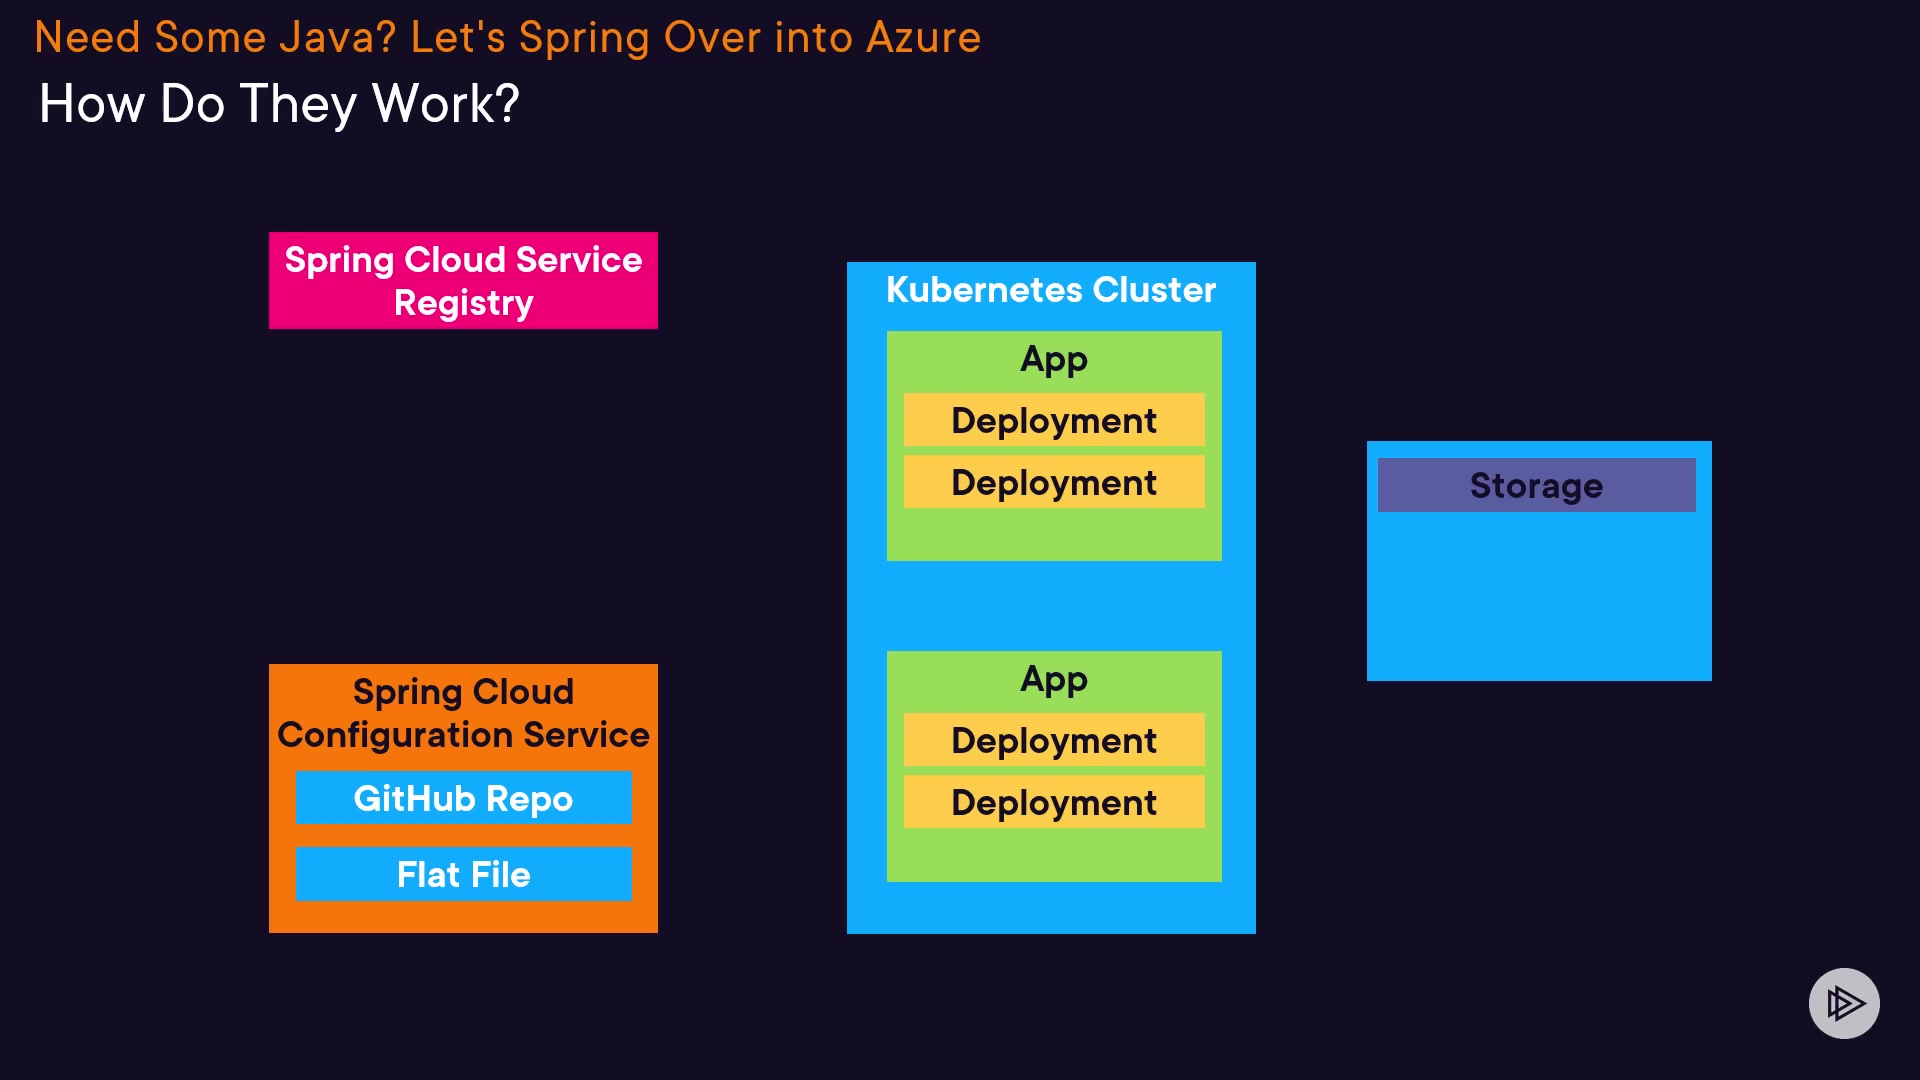 Need Some Java? Let's Spring Over into Azure
How Do They Work?
Spring Cloud Service
Registry
Spring Cloud
Configuration Service
GitHub Repo
Flat File
Kubernetes Cluster
App
Deployment
Deployment
App
Deployment
Deployment
Storage